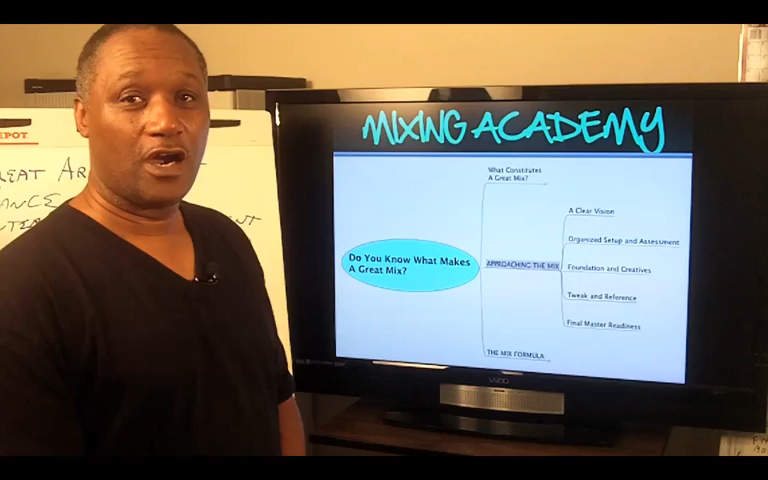 MIXING ACADEMY
What Constitutes
A Great Mix?
A Clear Vision
Organized Setup and Assessment
Do You Know What Makes
A Great Mix?
APPROACHING THE MIX
Foundation and Creatives
Tweak and Reference
Final Master Readiness
THE MIX FORMULA
VIZIO